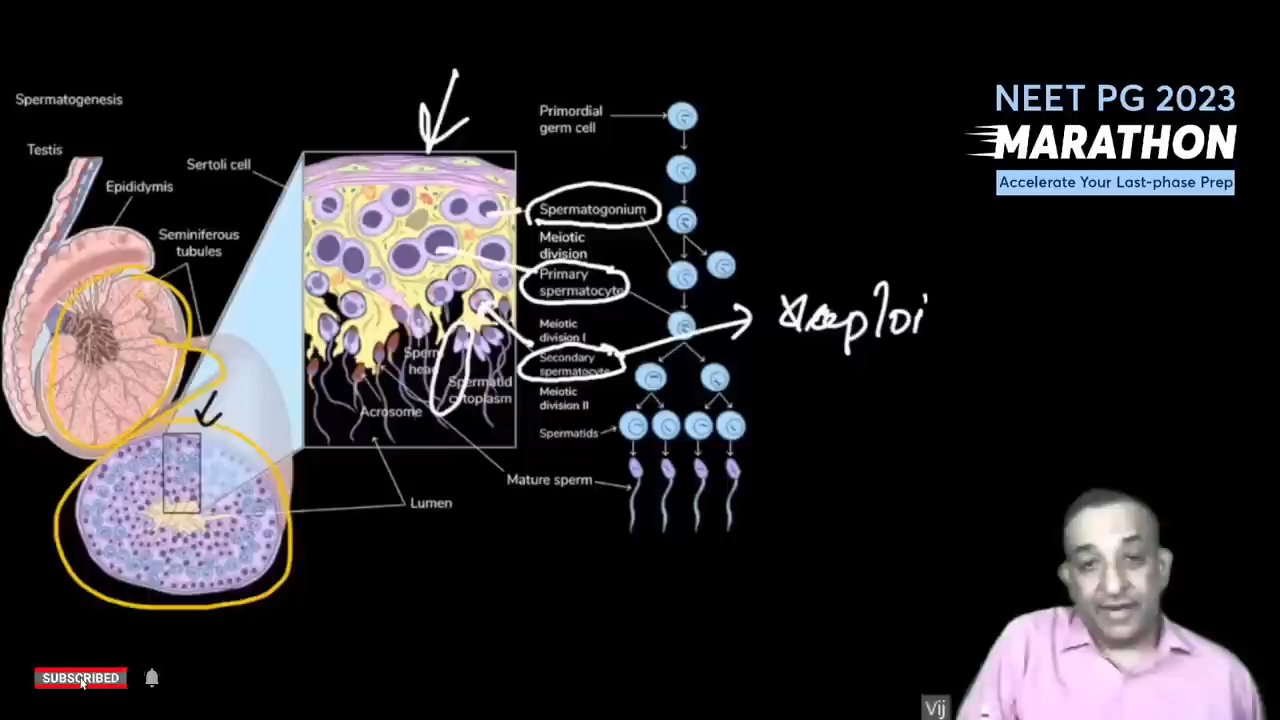 Spermatogenesis
Testis
Epididymis
Sertoli cell
Seminiferous
tubules
Sperm
head
Spermatid
cytoplasm
Acrosome
Lumen
Mature sperm
Primordial
germ cell
Spermatogonium
Meiotic
division
Primary
spermatocyte
Meiotic
division I
Secondary
spermatocyte
Meiotic
division II
Spermatids
NEET PG 2023
MARATHON
Accelerate Your Last-phase Prep
SUBSCRIBED
Vij